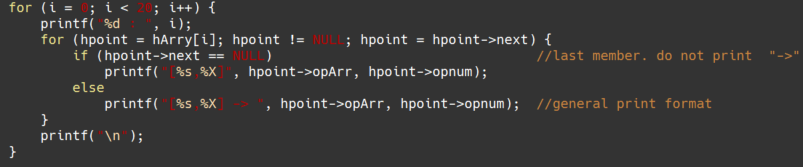 for (i = 0; i < 20; i++) {
    printf("%d : ", i);
    for (hpoint = hArry[i]; hpoint != NULL; hpoint = hpoint->next) {
        if (hpoint->next == NULL)                                //last member. do not print  "->"
            printf("[%s,%X]", hpoint->opArr, hpoint->opnum);
        else
            printf("[%s,%X] -> ", hpoint->opArr, hpoint->opnum);  //general print format
    }
    printf("\n");
}